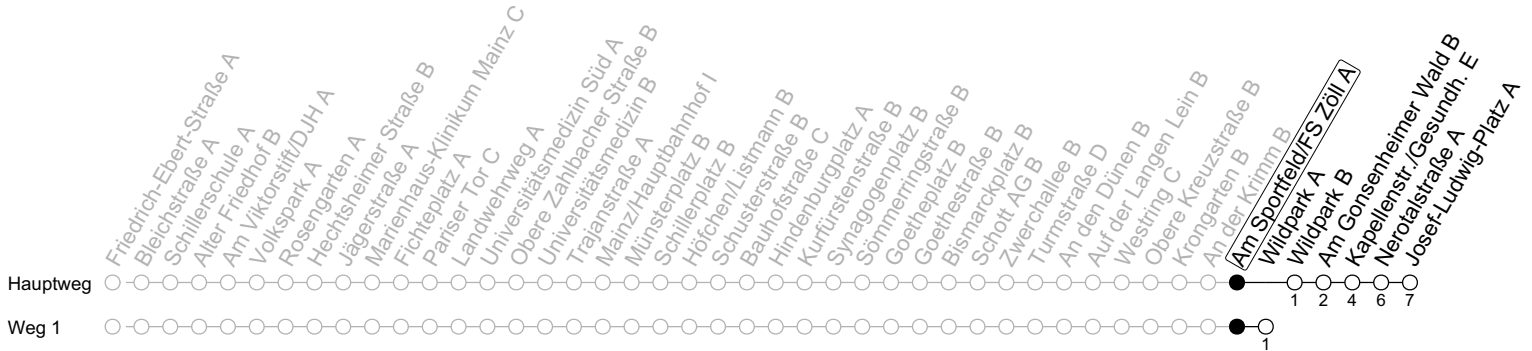 Friedrich-Ebert-Straße A
Bleichstraße A
Schillerschule A
Alter Friedhof B
Am Viktorstift/DJH A
Volkspark A
Rosengarten A
Hechtsheimer Straße B
Jägerstraße A
Marienhaus-Klinikum Mainz C
Fichteplatz A
Pariser Tor C
Landwehrweg A
Universitätsmedizin Süd A
Obere Zahlbacher Straße B
Universitätsmedizin B
Trajanstraße A
Mainz/Hauptbahnhof I
Münsterplatz B
Schillerplatz B
Höfchen/Listmann B
Schusterstraße B
Bauhofstraße C
Hindenburgplatz A
Kurfürstenstraße B
Synagogenplatz B
Sömmerringstraße B
Goetheplatz B
Goethestraße B
Bismarckplatz B
Schott AG B
Zwerchallee B
Turmstraße D
An den Dünen B
Auf der Langen Lein B
Westring C
Obere Kreuzstraße B
Krongarten B
An der Krimm B
Am Sportfeld/FS Zöll A
Wildpark A
Wildpark B
Am Gonsenheimer Wald B
Kapellenstr./Gesundh. E
Nerotalstraße A
Josef-Ludwig-Platz A
Hauptweg
1 2 4 6 7
Weg 1
1